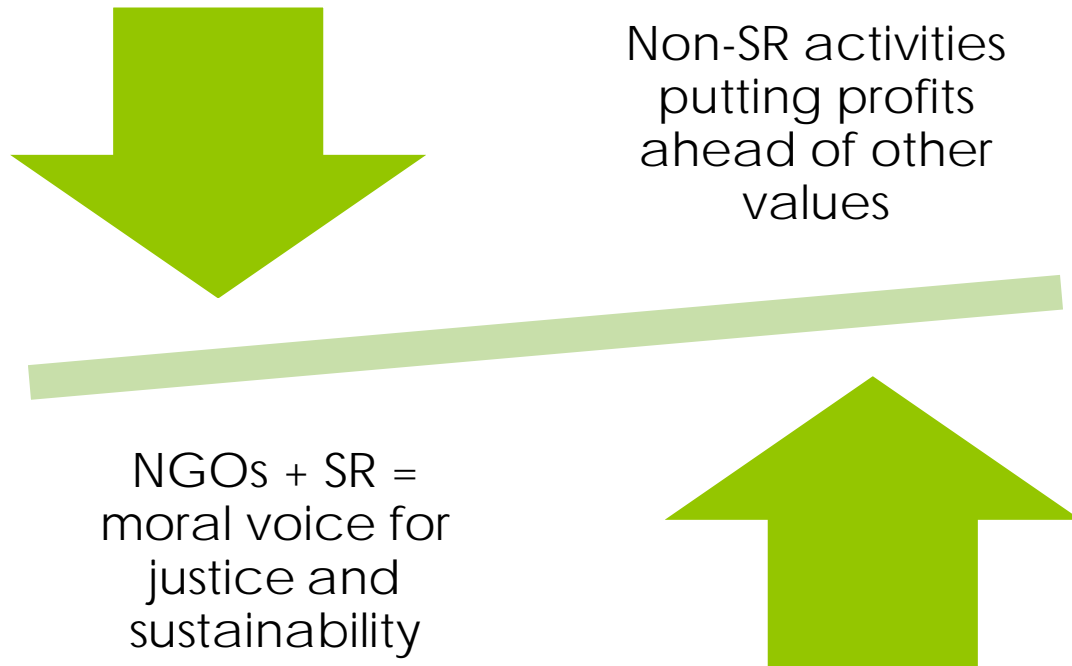 Non-SR activities
putting profits
ahead of other
values
NGOs + SR =
moral voice for
justice and
sustainability